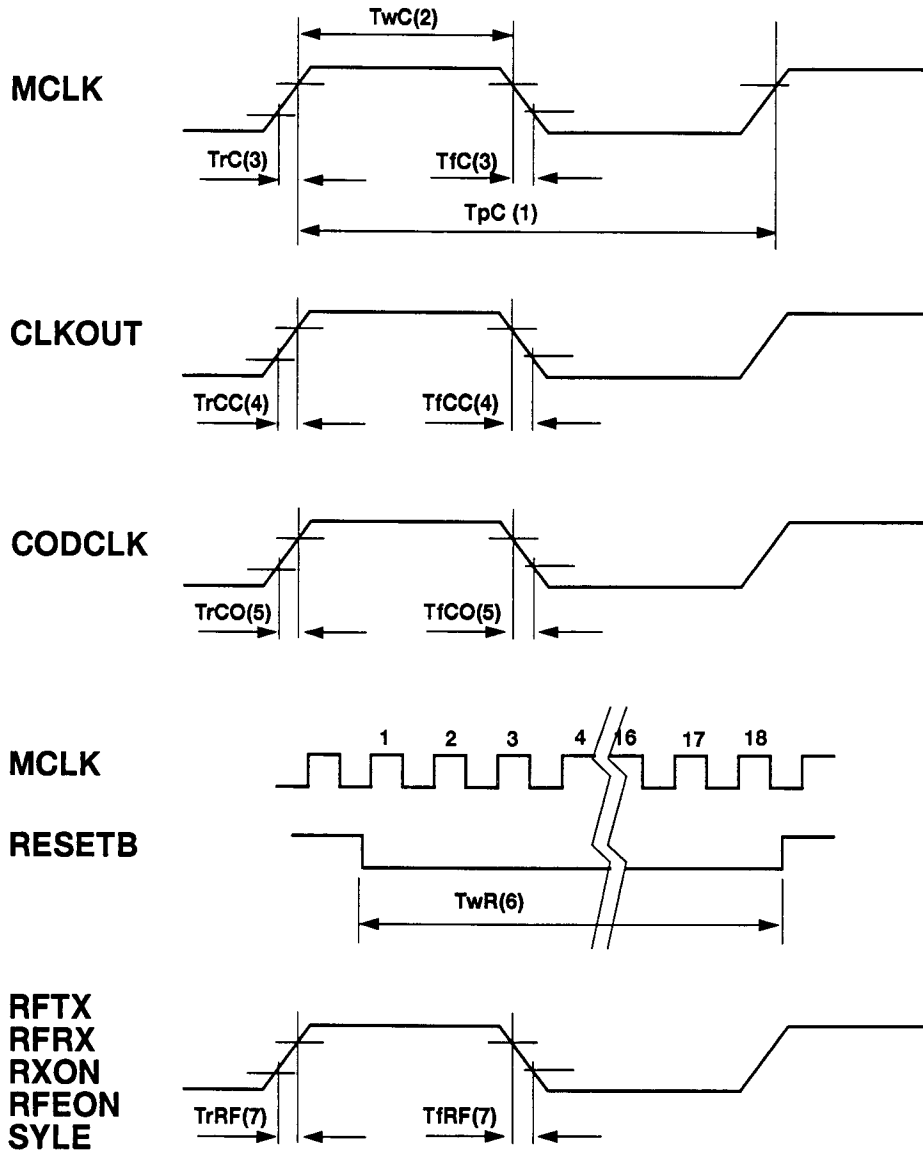 TwC(2)
MCLK
TrC(3)
TfC(3)
TpC (1)
CLKOUT
TrCC(4)
TfCC(4)
CODCLK
TrCO(5)
TfCO(5)
1 2 3 4 16 17 18
MCLK
RESETB
TwR(6)
RFTX
RFRX
RXON
RFEON
SYLE
TrRF(7)
TfRF(7)